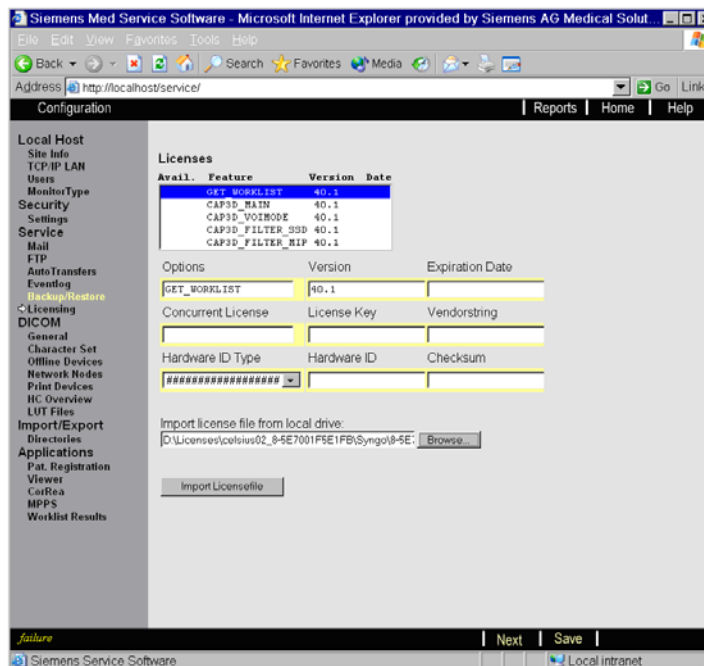 Siemens Med Service Software - Microsoft Internet Explorer provided by Siemens AG Medical Solut...
File Edit View Favorites Tools Help
Back Search Favorites Media
Address http://localhost/service/ Go Link
Configuration Reports Home Help
Local Host
Site Info
TCP/IP LAN
Users
MonitorType
Security
Settings
Service
Mail
FTP
AutoTransfers
Eventlog
Backup/Restore
Licensing
DICOM
General
Character Set
Offline Devices
Network Nodes
Print Devices
HC Overview
LUT Files
Import/Export
Directories
Applications
Pat. Registration
Viewer
CorRea
MPPS
Worklist Results
Licenses
Avail. Feature Version Date
GET_WORKLIST 40.1
CAP3D_MAIN 40.1
CAP3D_VOIMODE 40.1
CAP3D_FILTER_SSD 40.1
CAP3D_FILTER_MIP 40.1
Options Version Expiration Date
GET_WORKLIST 40.1
Concurrent License License Key Vendorstring
Hardware ID Type Hardware ID Checksum
##################
Import license file from local drive:
D:\Licenses\celsius02_8-5E7001F5E1FB\Syngo\8-5E7 Browse...
Import Licensefile
failure Next Save
Siemens Service Software Local intranet